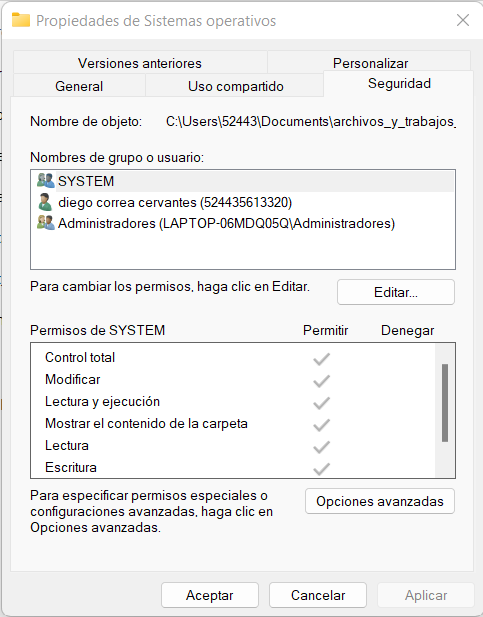 Propiedades de Sistemas operativos
Versiones anteriores
Personalizar
General
Uso compartido
Seguridad
Nombre de objeto: C:\Users\52443\Documents\archivos_y_trabajos_
Nombres de grupo o usuario:
SYSTEM
diego correa cervantes (524435613320)
Administradores (LAPTOP-06MDQ05Q\Administradores)
Para cambiar los permisos, haga clic en Editar.
Editar...
Permisos de SYSTEM Permitir Denegar
Control total
Modificar
Lectura y ejecución
Mostrar el contenido de la carpeta
Lectura
Escritura
Para especificar permisos especiales o
configuraciones avanzadas, haga clic en
Opciones avanzadas.
Opciones avanzadas
Aceptar
Cancelar
Aplicar